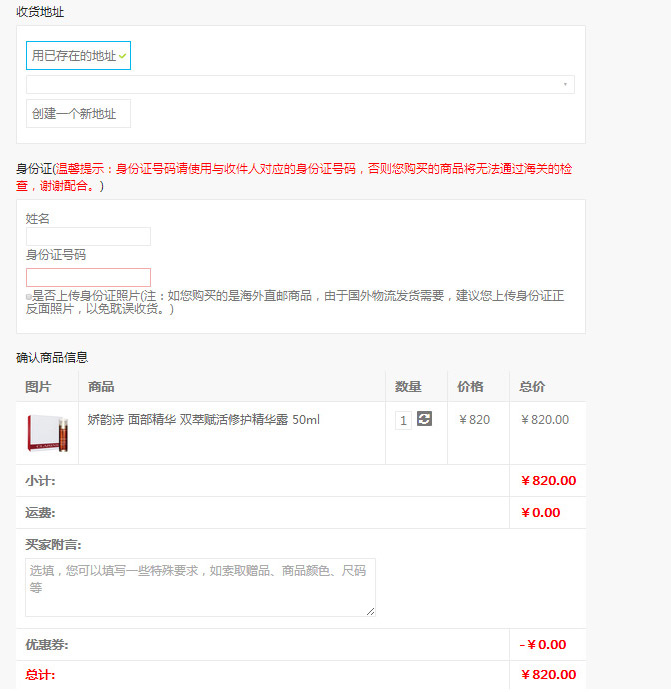 收货地址
用已存在的地址
创建一个新地址
身份证(温馨提示：身份证号码请使用与收件人对应的身份证号码，否则您购买的商品将无法通过海关的检
查，谢谢配合。)
姓名
身份证号码
是否上传身份证照片(注：如您购买的是海外直邮商品，由于国外物流发货需要，建议您上传身份证正
反面照片，以免耽误收货。)
确认商品信息
图片 商品 数量 价格 总价
娇韵诗 面部精华 双萃赋活修护精华露 50ml 1 ￥820 ￥820.00
小计: ￥820.00
运费: ￥0.00
买家附言:
选填，您可以填写一些特殊要求，如索取赠品、商品颜色、尺码
等
优惠券: -￥0.00
总计: ￥820.00